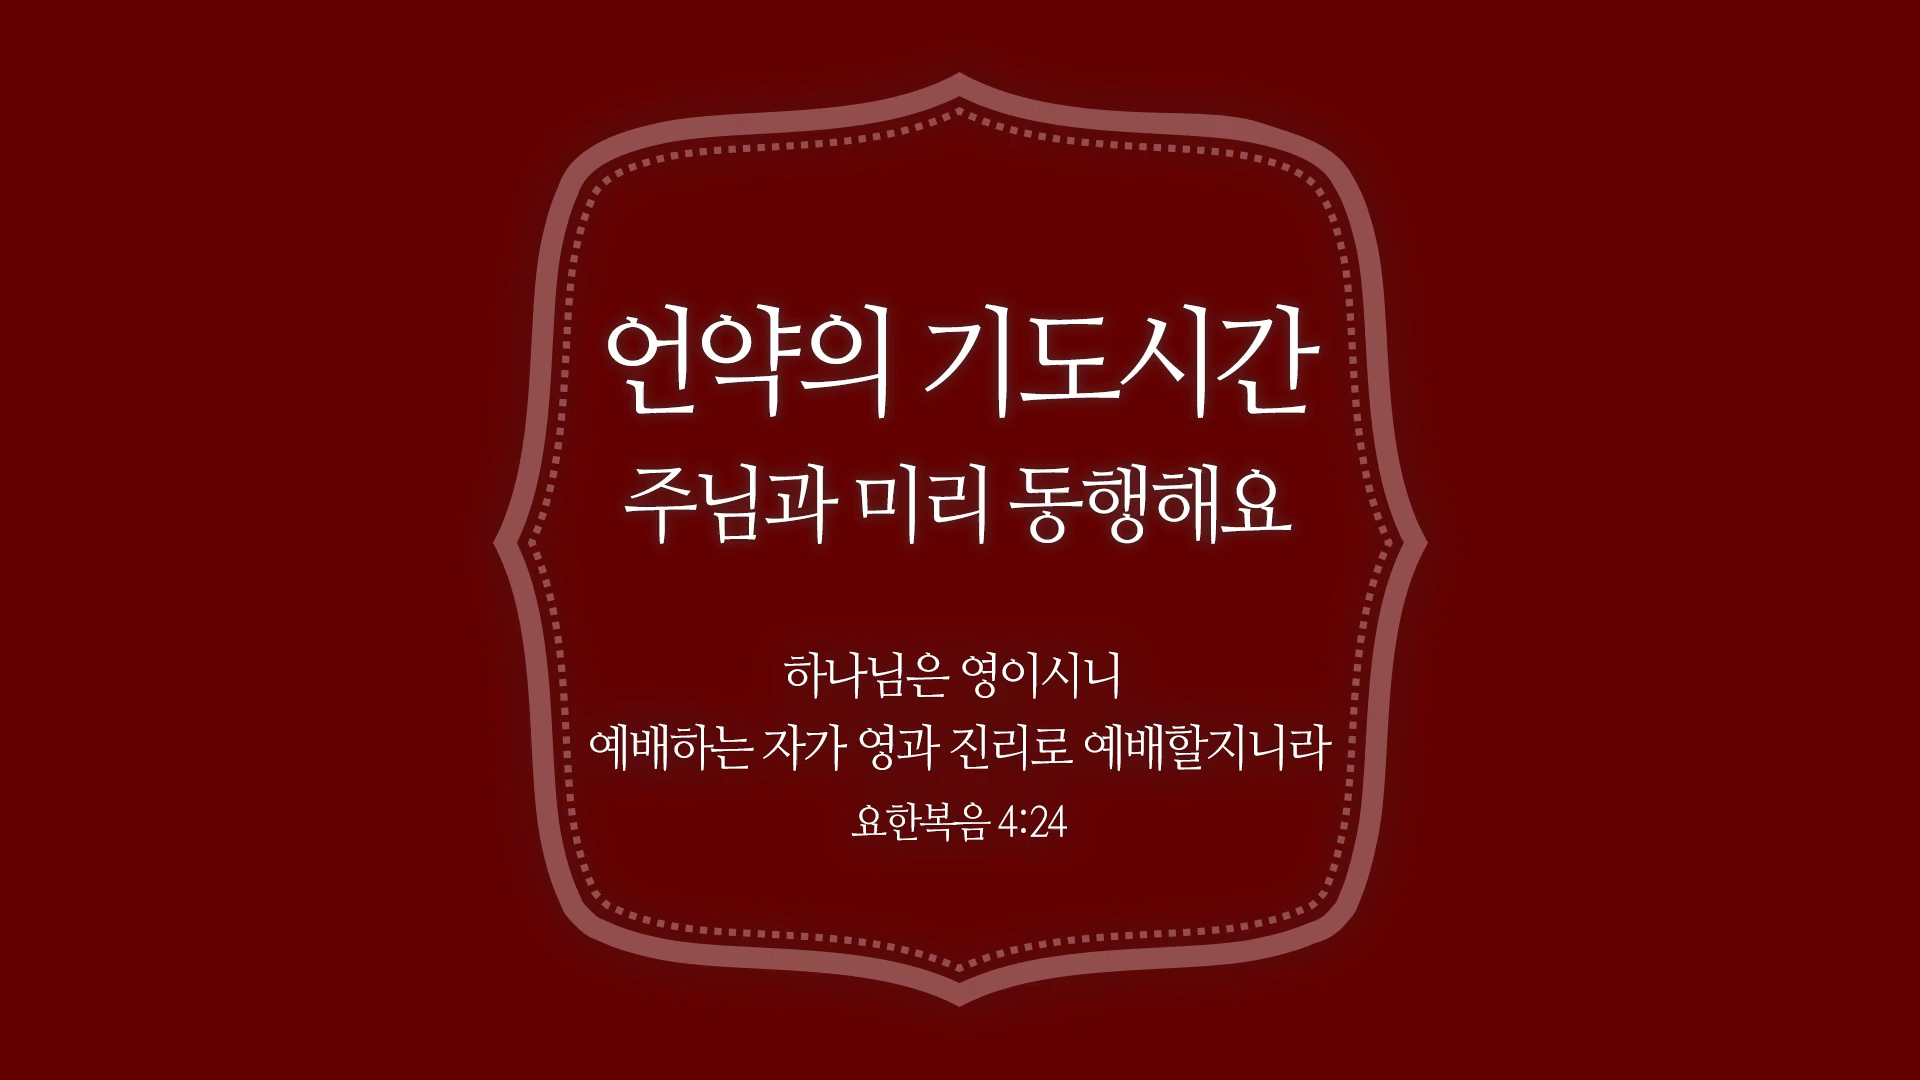 언약의 기도시간
주님과 미리 동행해요
하나님은 영이시니
예배하는 자가 영과 진리로 예배할지니라
요한복음 4:24